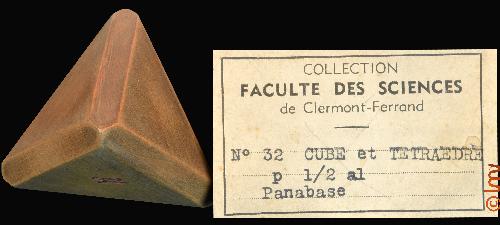 COLLECTION
FACULTE DES SCIENCES
de Clermont-Ferrand
N° 32 CUBE et TETRAEDRE
p 1/2 al
Panabase